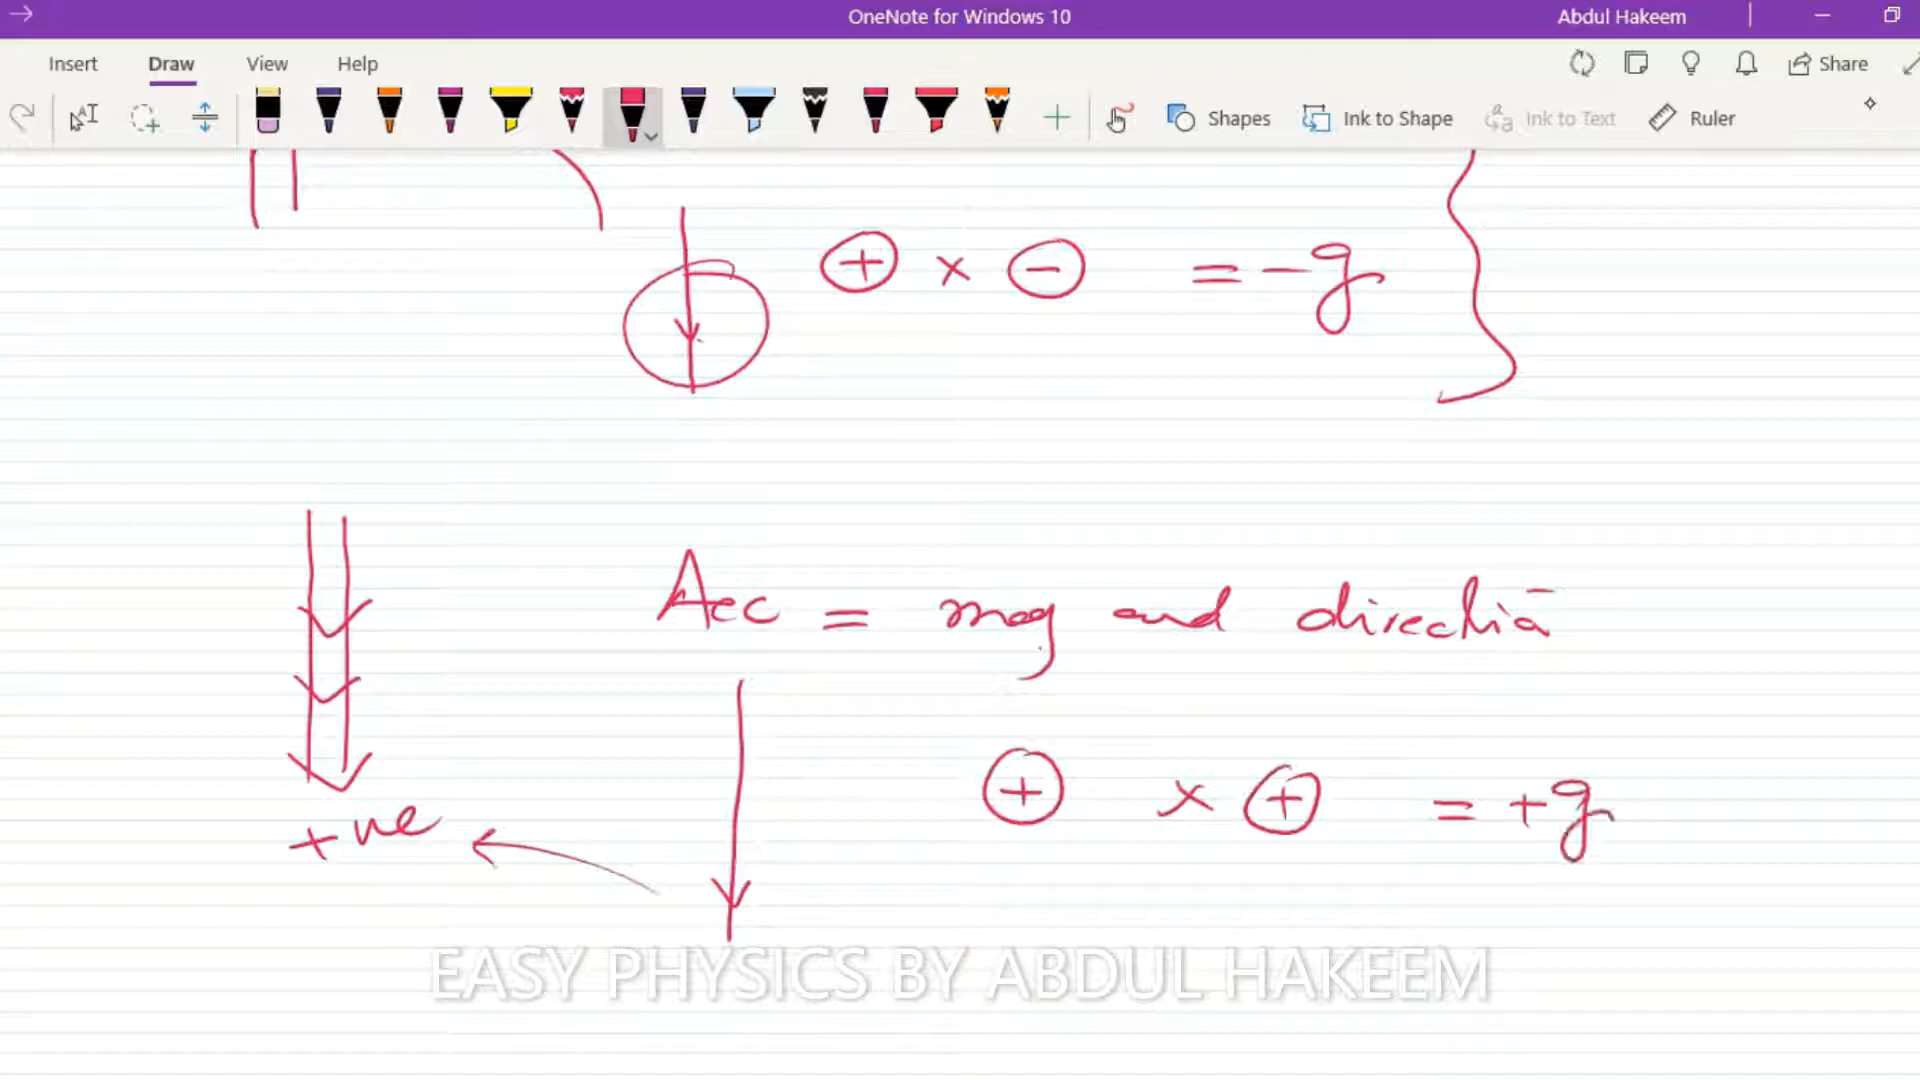 OneNote for Windows 10 Abdul Hakeem
Insert Draw View Help Share
Shapes Ink to Shape Ink to Text Ruler
+ × − = −g
Acc = mag and direction
+ × + = +g
+ve
EASY PHYSICS BY ABDUL HAKEEM